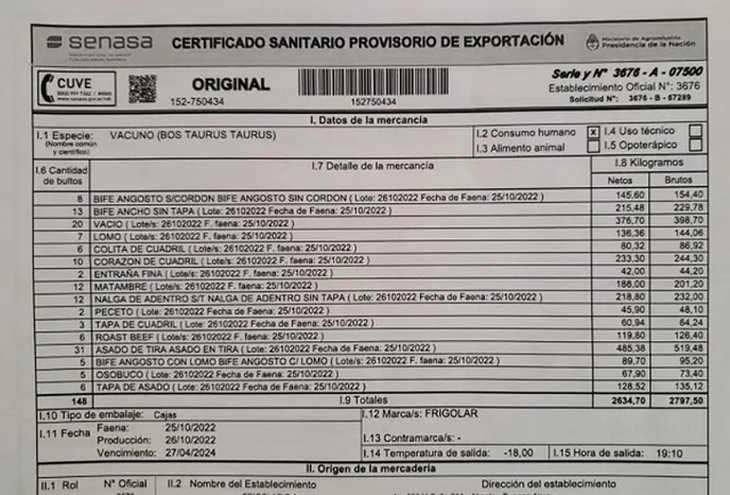 senasa CERTIFICADO SANITARIO PROVISORIO DE EXPORTACIÓN Ministerio de Agroindustria
Presidencia de la Nación
CUVE
www.senasa.gov.ar
ORIGINAL
152-750434
152750434
Serie y N° 3676 - A - 07500
Establecimiento Oficial N°: 3676
Solicitud N°: 3676 - B - 67289
I. Datos de la mercancía
I.1 Especie: VACUNO (BOS TAURUS TAURUS)
(Nombre común
y científico)
I.2 Consumo humano x I.4 Uso técnico
I.3 Alimento animal I.5 Opoterápico
I.6 Cantidad de bultos I.7 Detalle de la mercancía I.8 Kilogramos
Netos Brutos
8 BIFE ANGOSTO S/CORDON BIFE ANGOSTO SIN CORDON ( Lote: 26102022 Fecha de Faena: 25/10/2022 ) 145,60 154,40
13 BIFE ANCHO SIN TAPA ( Lote: 26102022 Fecha de Faena: 25/10/2022 ) 215,48 229,78
20 VACIO ( Lote/s: 26102022 F. faena: 25/10/2022 ) 376,70 398,70
7 LOMO ( Lote/s: 26102022 F. faena: 25/10/2022 ) 136,36 144,06
6 COLITA DE CUADRIL ( Lote/s: 26102022 F. faena: 25/10/2022 ) 80,32 86,92
10 CORAZON DE CUADRIL ( Lote/s: 26102022 F. faena: 25/10/2022 ) 233,30 244,30
2 ENTRAÑA FINA ( Lote/s: 26102022 F. faena: 25/10/2022 ) 42,00 44,20
12 MATAMBRE ( Lote/s: 26102022 F. faena: 25/10/2022 ) 188,00 201,20
12 NALGA DE ADENTRO S/T NALGA DE ADENTRO SIN TAPA ( Lote: 26102022 Fecha de Faena: 25/10/2022 ) 218,80 232,00
2 PECETO ( Lote: 26102022 Fecha de Faena: 25/10/2022 ) 45,90 48,10
3 TAPA DE CUADRIL ( Lote: 26102022 Fecha de Faena: 25/10/2022 ) 60,94 64,24
6 ROAST BEEF ( Lote/s: 26102022 F. faena: 25/10/2022 ) 119,80 126,40
31 ASADO DE TIRA ASADO EN TIRA ( Lote: 26102022 Fecha de Faena: 25/10/2022 ) 485,38 519,48
5 BIFE ANGOSTO CON LOMO BIFE ANGOSTO C/ LOMO ( Lote/s: 26102022 F. faena: 25/10/2022 ) 89,70 95,20
5 OSOBUCO ( Lote: 26102022 Fecha de Faena: 25/10/2022 ) 67,90 73,40
6 TAPA DE ASADO ( Lote: 26102022 Fecha de Faena: 25/10/2022 ) 128,52 135,12
148 I.9 Totales 2634,70 2797,50
I.10 Tipo de embalaje: Cajas I.12 Marca/s: FRIGOLAR
I.11 Fecha Faena: 25/10/2022
Producción: 26/10/2022 I.13 Contramarca/s: -
Vencimiento: 27/04/2024 I.14 Temperatura de salida: -18,00 I.15 Hora de salida: 19:10
II. Origen de la mercadería
II.1 Rol N° Oficial II.2 Nombre del Establecimiento Dirección del establecimiento
3676